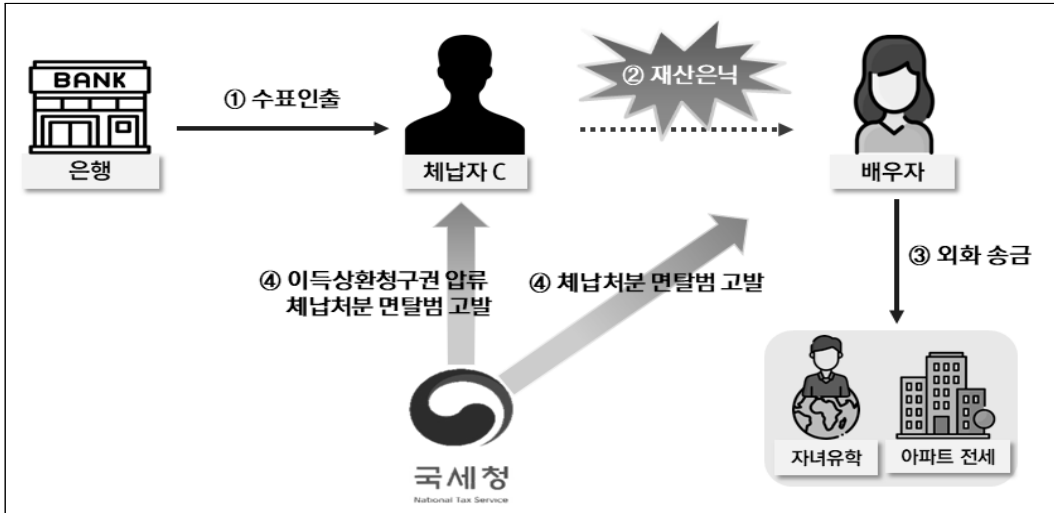 BANK
은행
① 수표인출
체납자 C
② 재산은닉
배우자
③ 외화 송금
④ 이득상환청구권 압류
체납처분 면탈범 고발
④ 체납처분 면탈범 고발
자녀유학
아파트 전세
국세청
National Tax Service